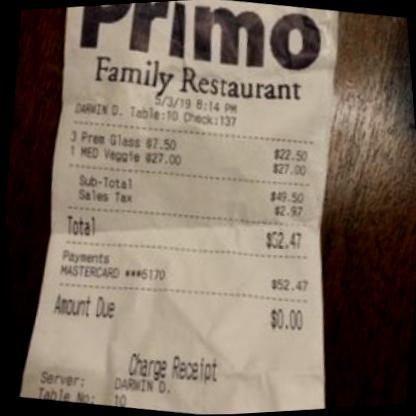 Primo
Family Restaurant
5/3/19 8:14 PM
DARWIN D. Table:10 Check:137
3 Prem Glass @7.50 $22.50
1 MED Veggie @27.00 $27.00
Sub-Total $49.50
Sales Tax $2.97
Total $52.47
Payments
MASTERCARD ***6170 $52.47
Amount Due $0.00
Charge Receipt
Server: DARWIN D.
Table No: 10